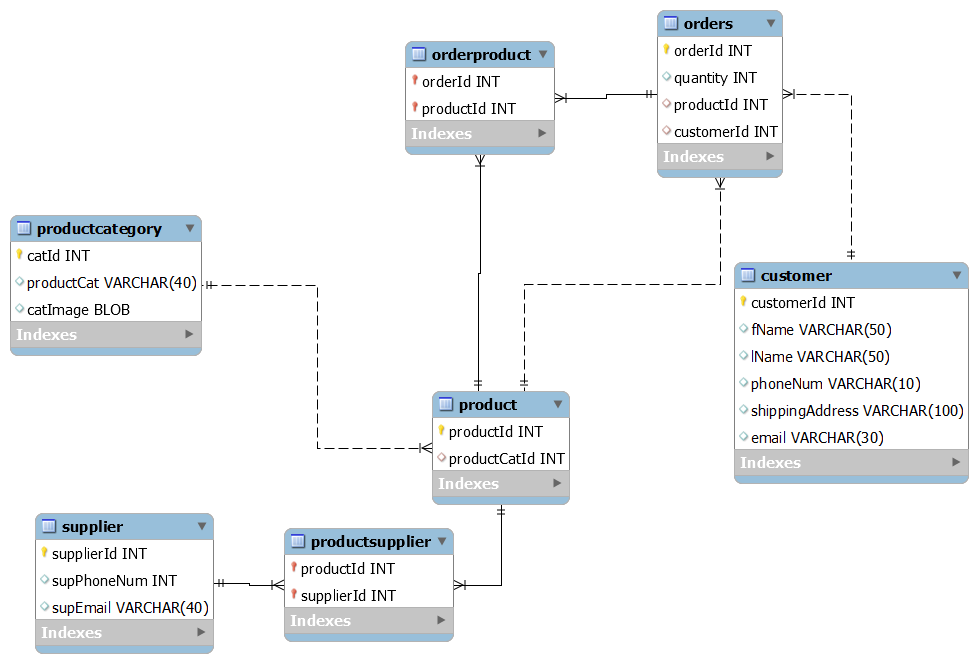 orders
orderId INT
quantity INT
productId INT
customerId INT
Indexes
orderproduct
orderId INT
productId INT
Indexes
productcategory
catId INT
productCat VARCHAR(40)
catImage BLOB
Indexes
customer
customerId INT
fName VARCHAR(50)
lName VARCHAR(50)
phoneNum VARCHAR(10)
shippingAddress VARCHAR(100)
email VARCHAR(30)
Indexes
product
productId INT
productCatId INT
Indexes
supplier
supplierId INT
supPhoneNum INT
supEmail VARCHAR(40)
Indexes
productsupplier
productId INT
supplierId INT
Indexes